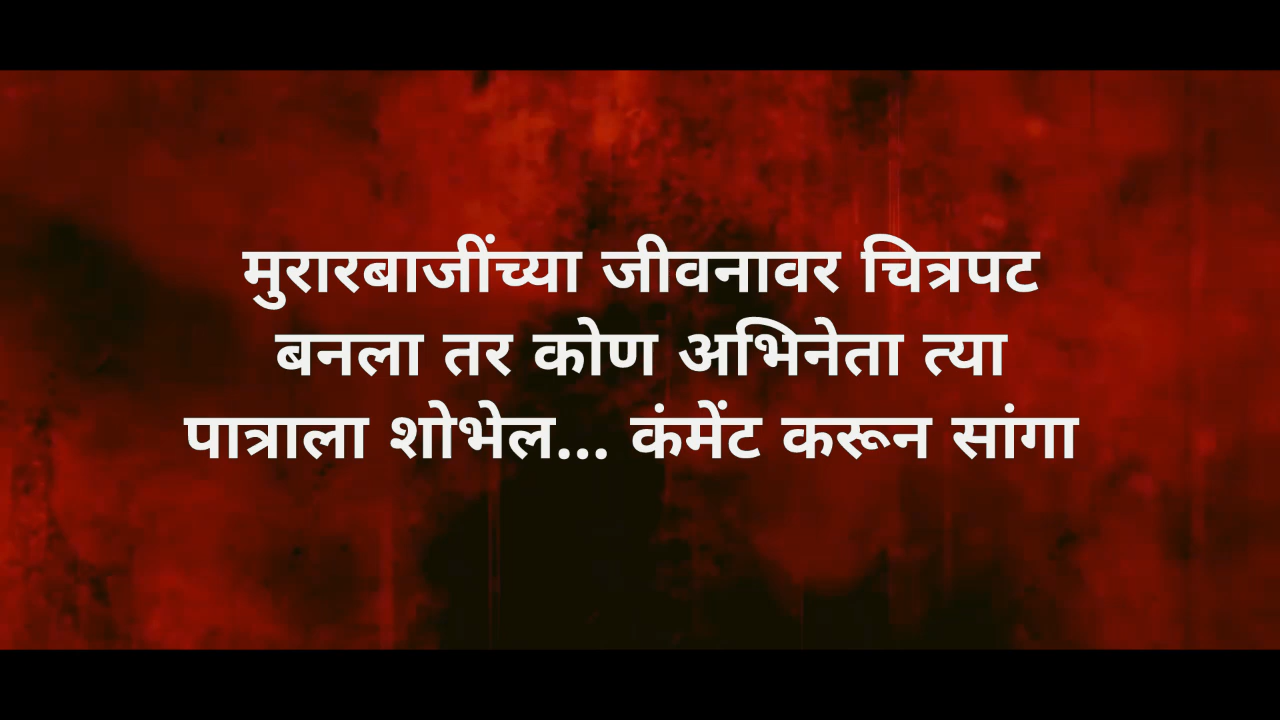 मुरारबाजींच्या जीवनावर चित्रपट
बनला तर कोण अभिनेता त्या
पात्राला शोभेल... कंमेंट करून सांगा